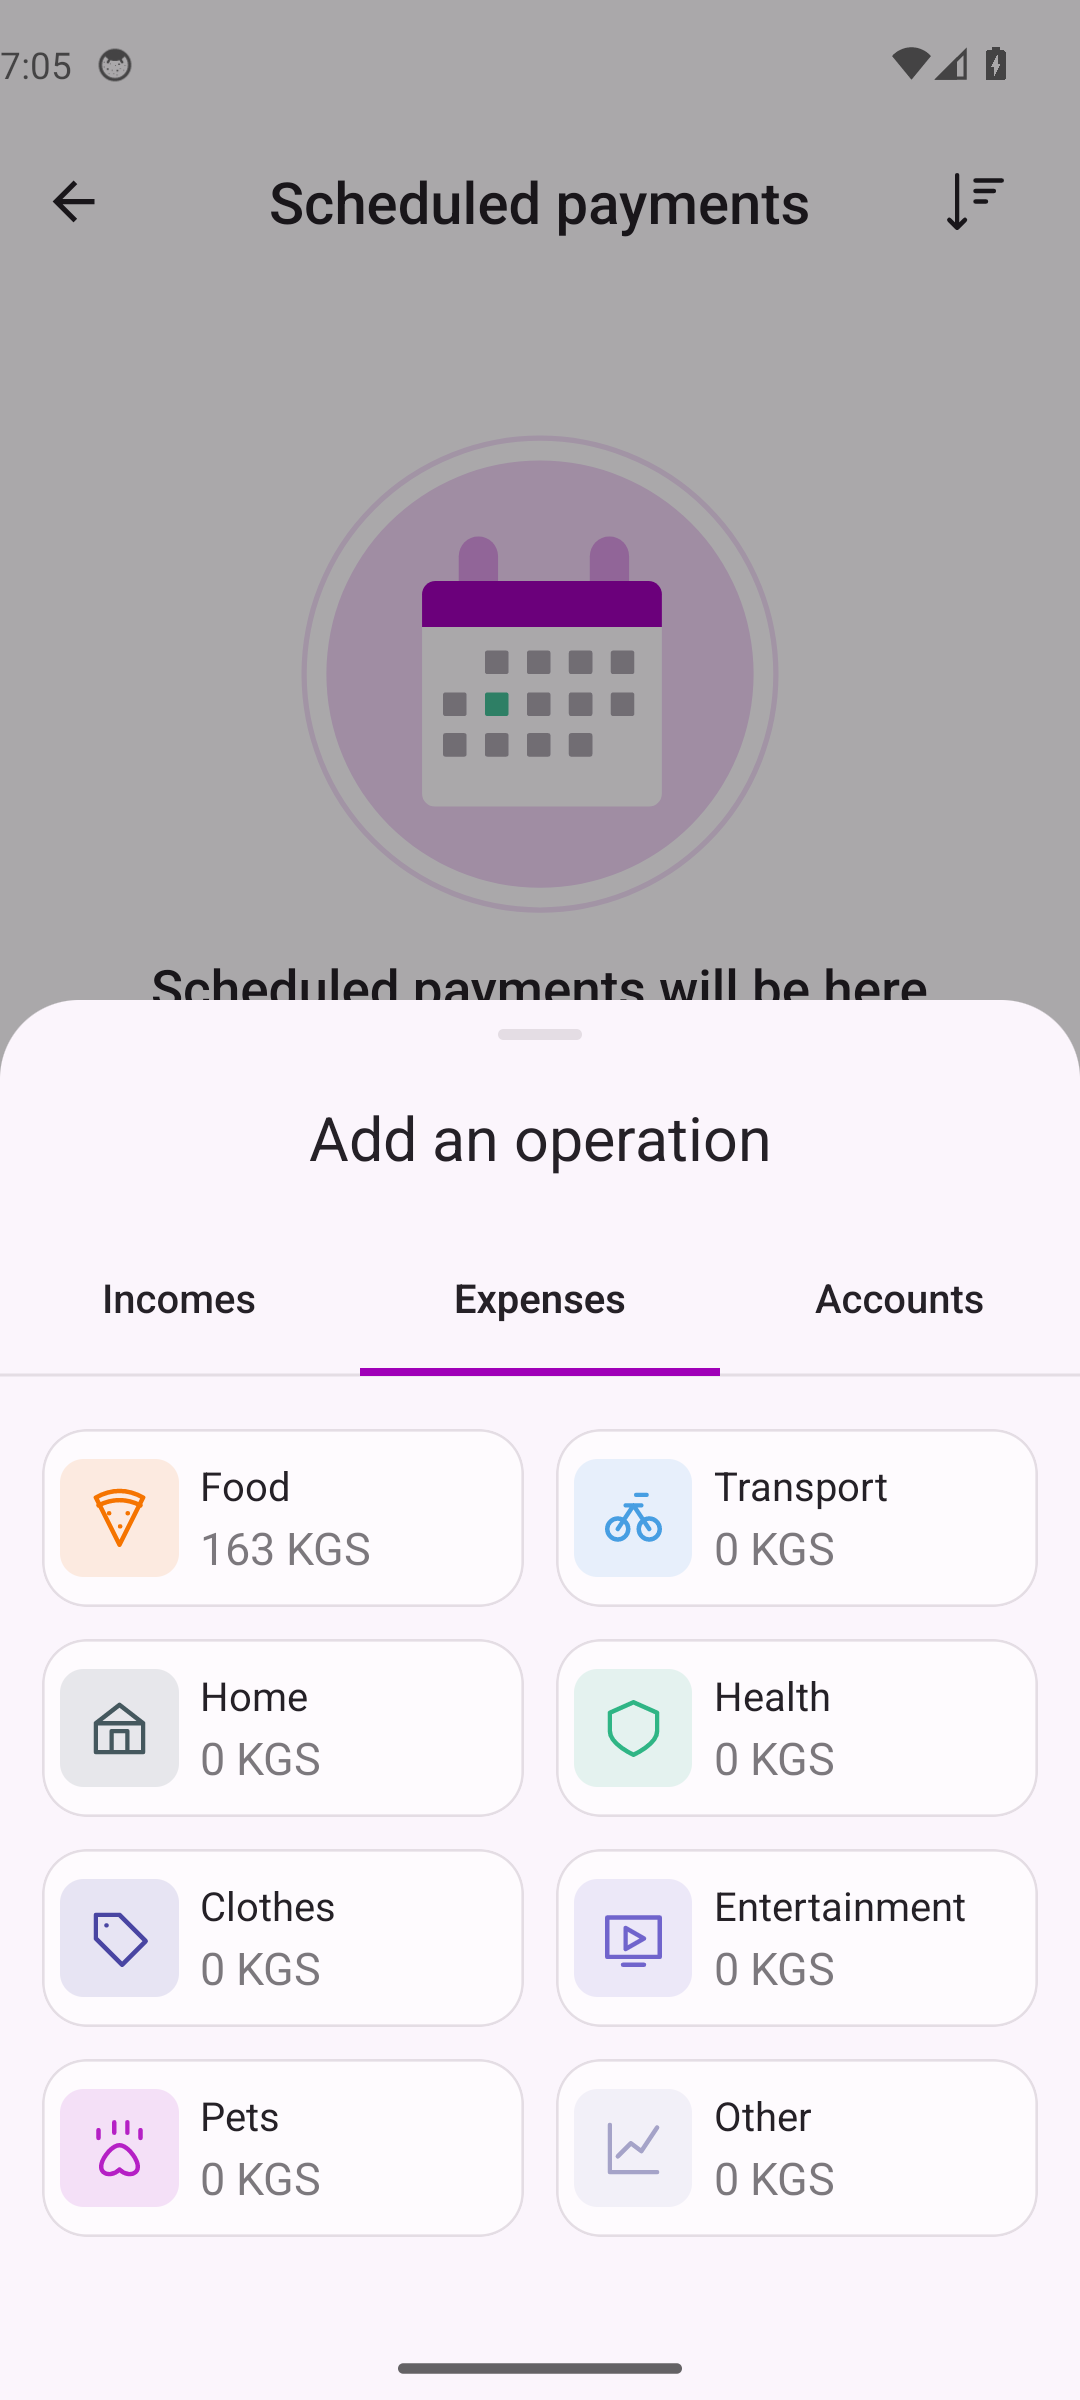 7:05
Scheduled payments
Scheduled payments will be here
Add an operation
Incomes
Expenses
Accounts
Food
163 KGS
Transport
0 KGS
Home
0 KGS
Health
0 KGS
Clothes
0 KGS
Entertainment
0 KGS
Pets
0 KGS
Other
0 KGS